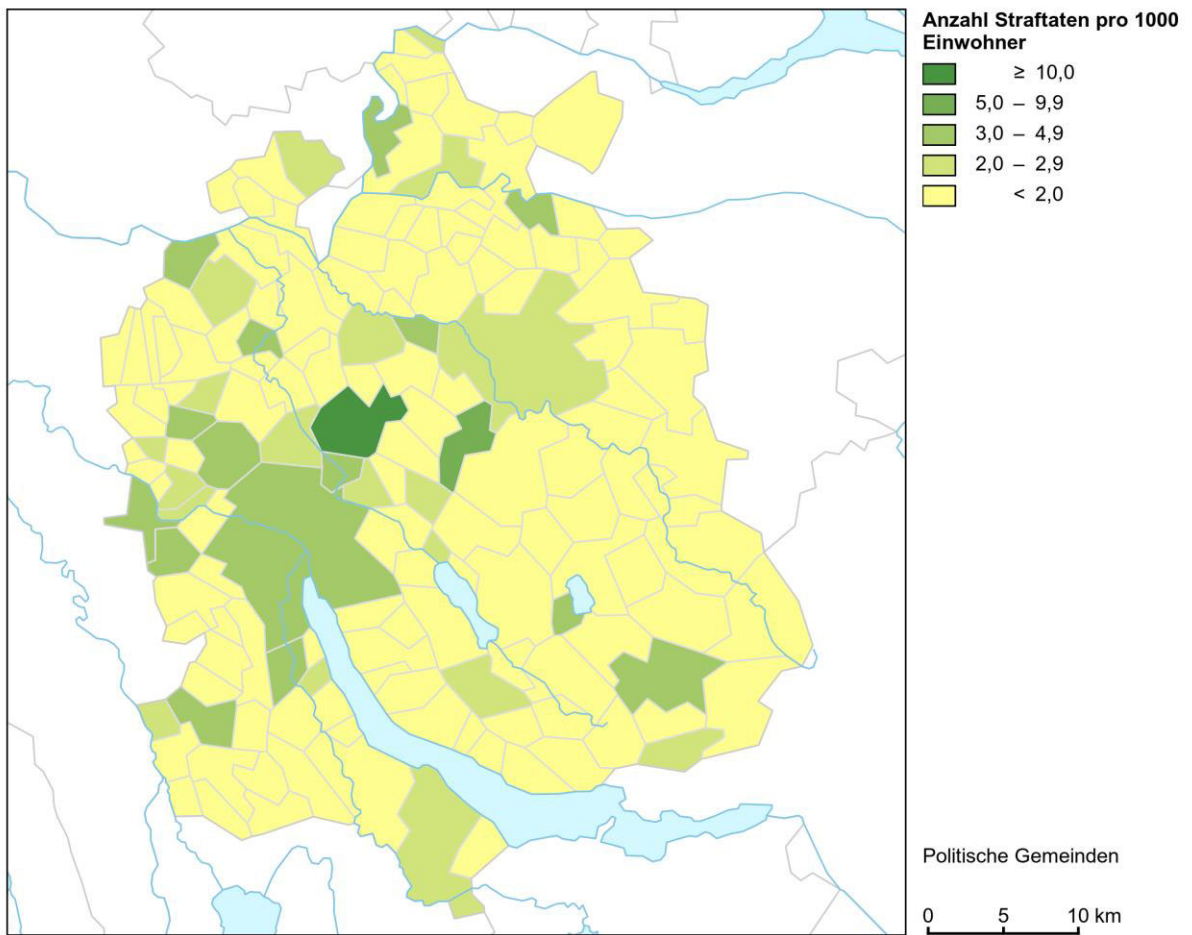 Anzahl Straftaten pro 1000
Einwohner
≥ 10,0
5,0 – 9,9
3,0 – 4,9
2,0 – 2,9
< 2,0
Politische Gemeinden
0 5 10 km